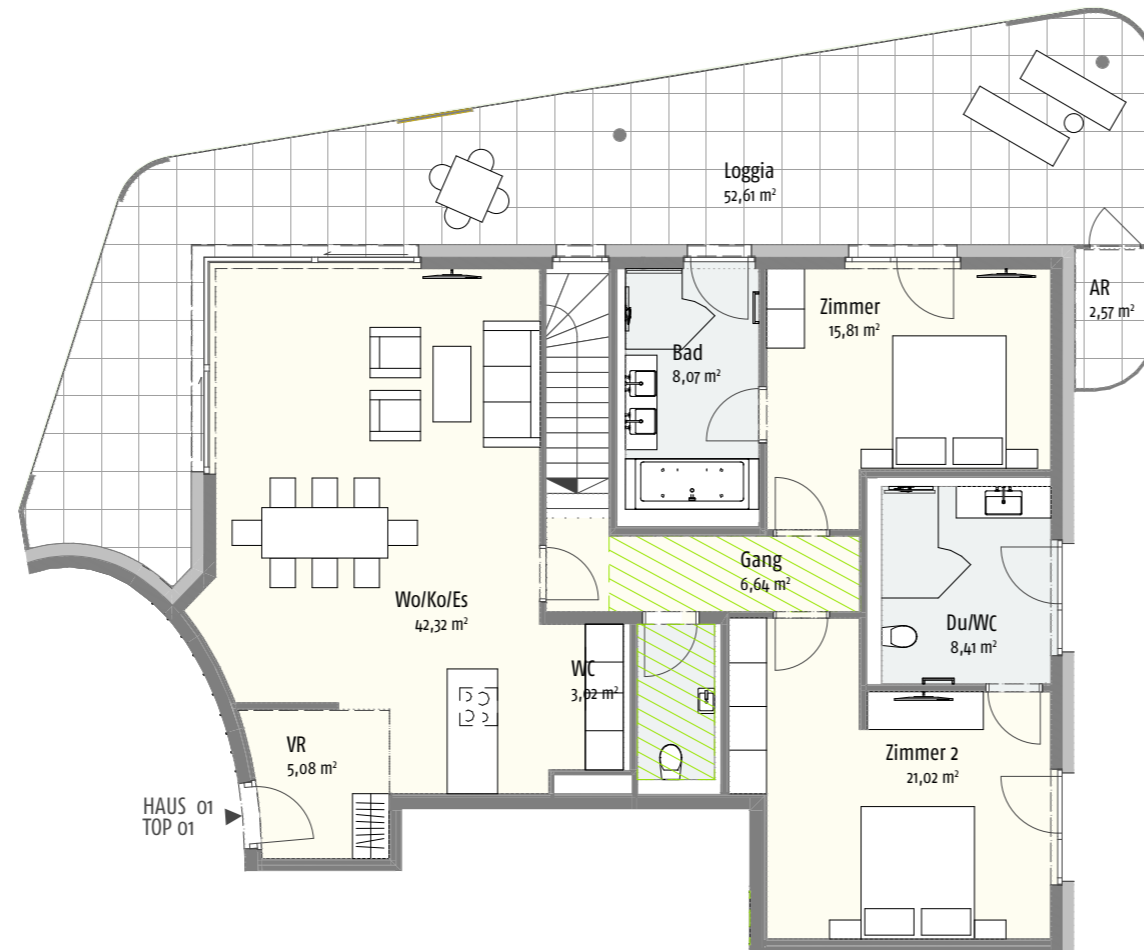 Loggia
52,61 m²
AR
2,57 m²
Zimmer
15,81 m²
Bad
8,07 m²
Gang
6,64 m²
Wo/Ko/Es
42,32 m²
Du/WC
8,41 m²
WC
3,02 m²
VR
5,08 m²
Zimmer 2
21,02 m²
HAUS 01
TOP 01